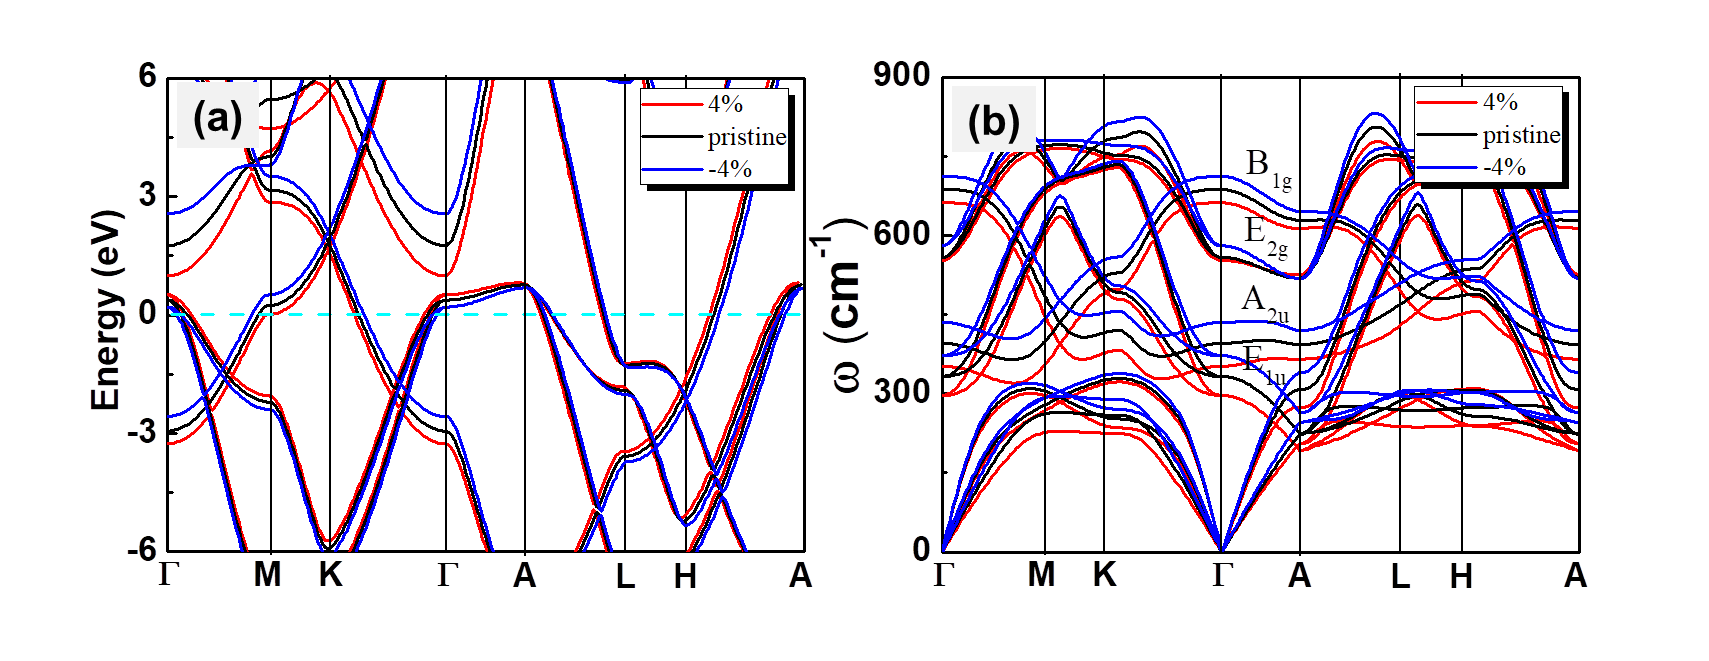 (a)
4%
pristine
-4%
Energy (eV)
6
3
0
-3
-6
Γ M K Γ A L H A
(b)
4%
pristine
-4%
ω (cm-1)
900
600
300
0
B1g
E2g
A2u
E1u
Γ M K Γ A L H A